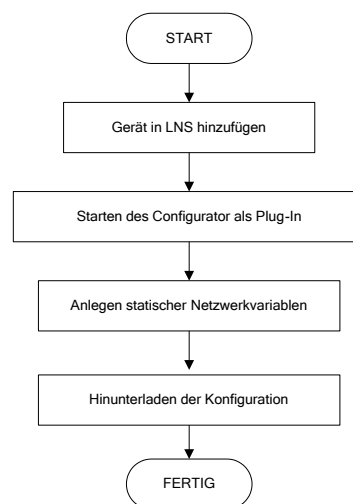 START
Gerät in LNS hinzufügen
Starten des Configurator als Plug-In
Anlegen statischer Netzwerkvariablen
Hinunterladen der Konfiguration
FERTIG